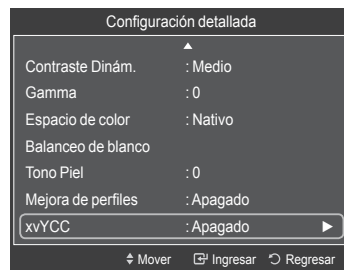 Configuración detallada
Contraste Dinám. : Medio
Gamma : 0
Espacio de color : Nativo
Balanceo de blanco
Tono Piel : 0
Mejora de perfiles : Apagado
xvYCC : Apagado
Mover Ingresar Regresar